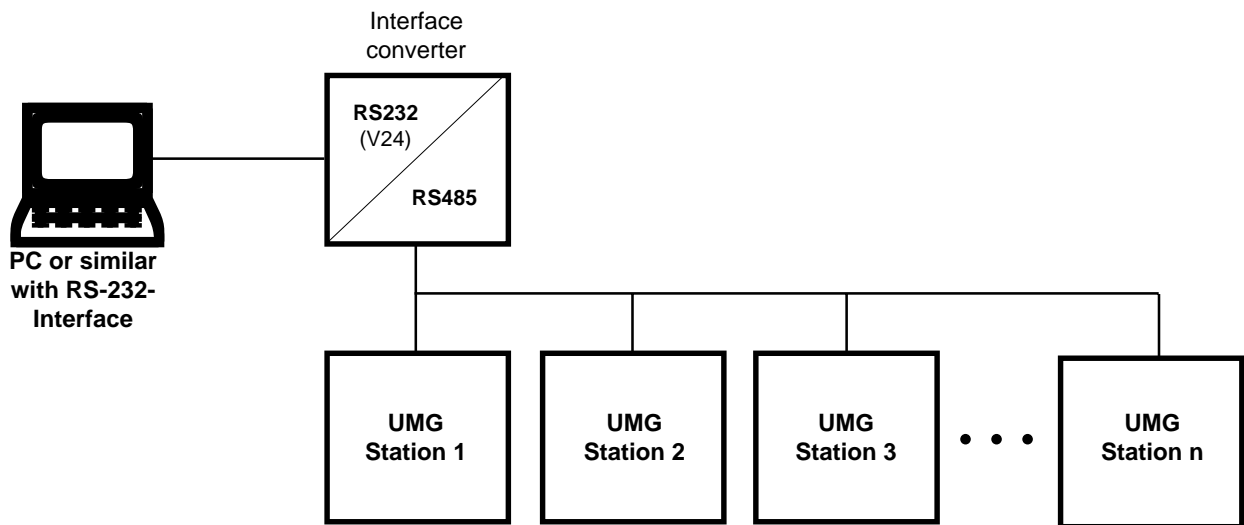 Interface
converter
RS232
(V24)
RS485
PC or similar
with RS-232-
Interface
UMG
Station 1
UMG
Station 2
UMG
Station 3
UMG
Station n